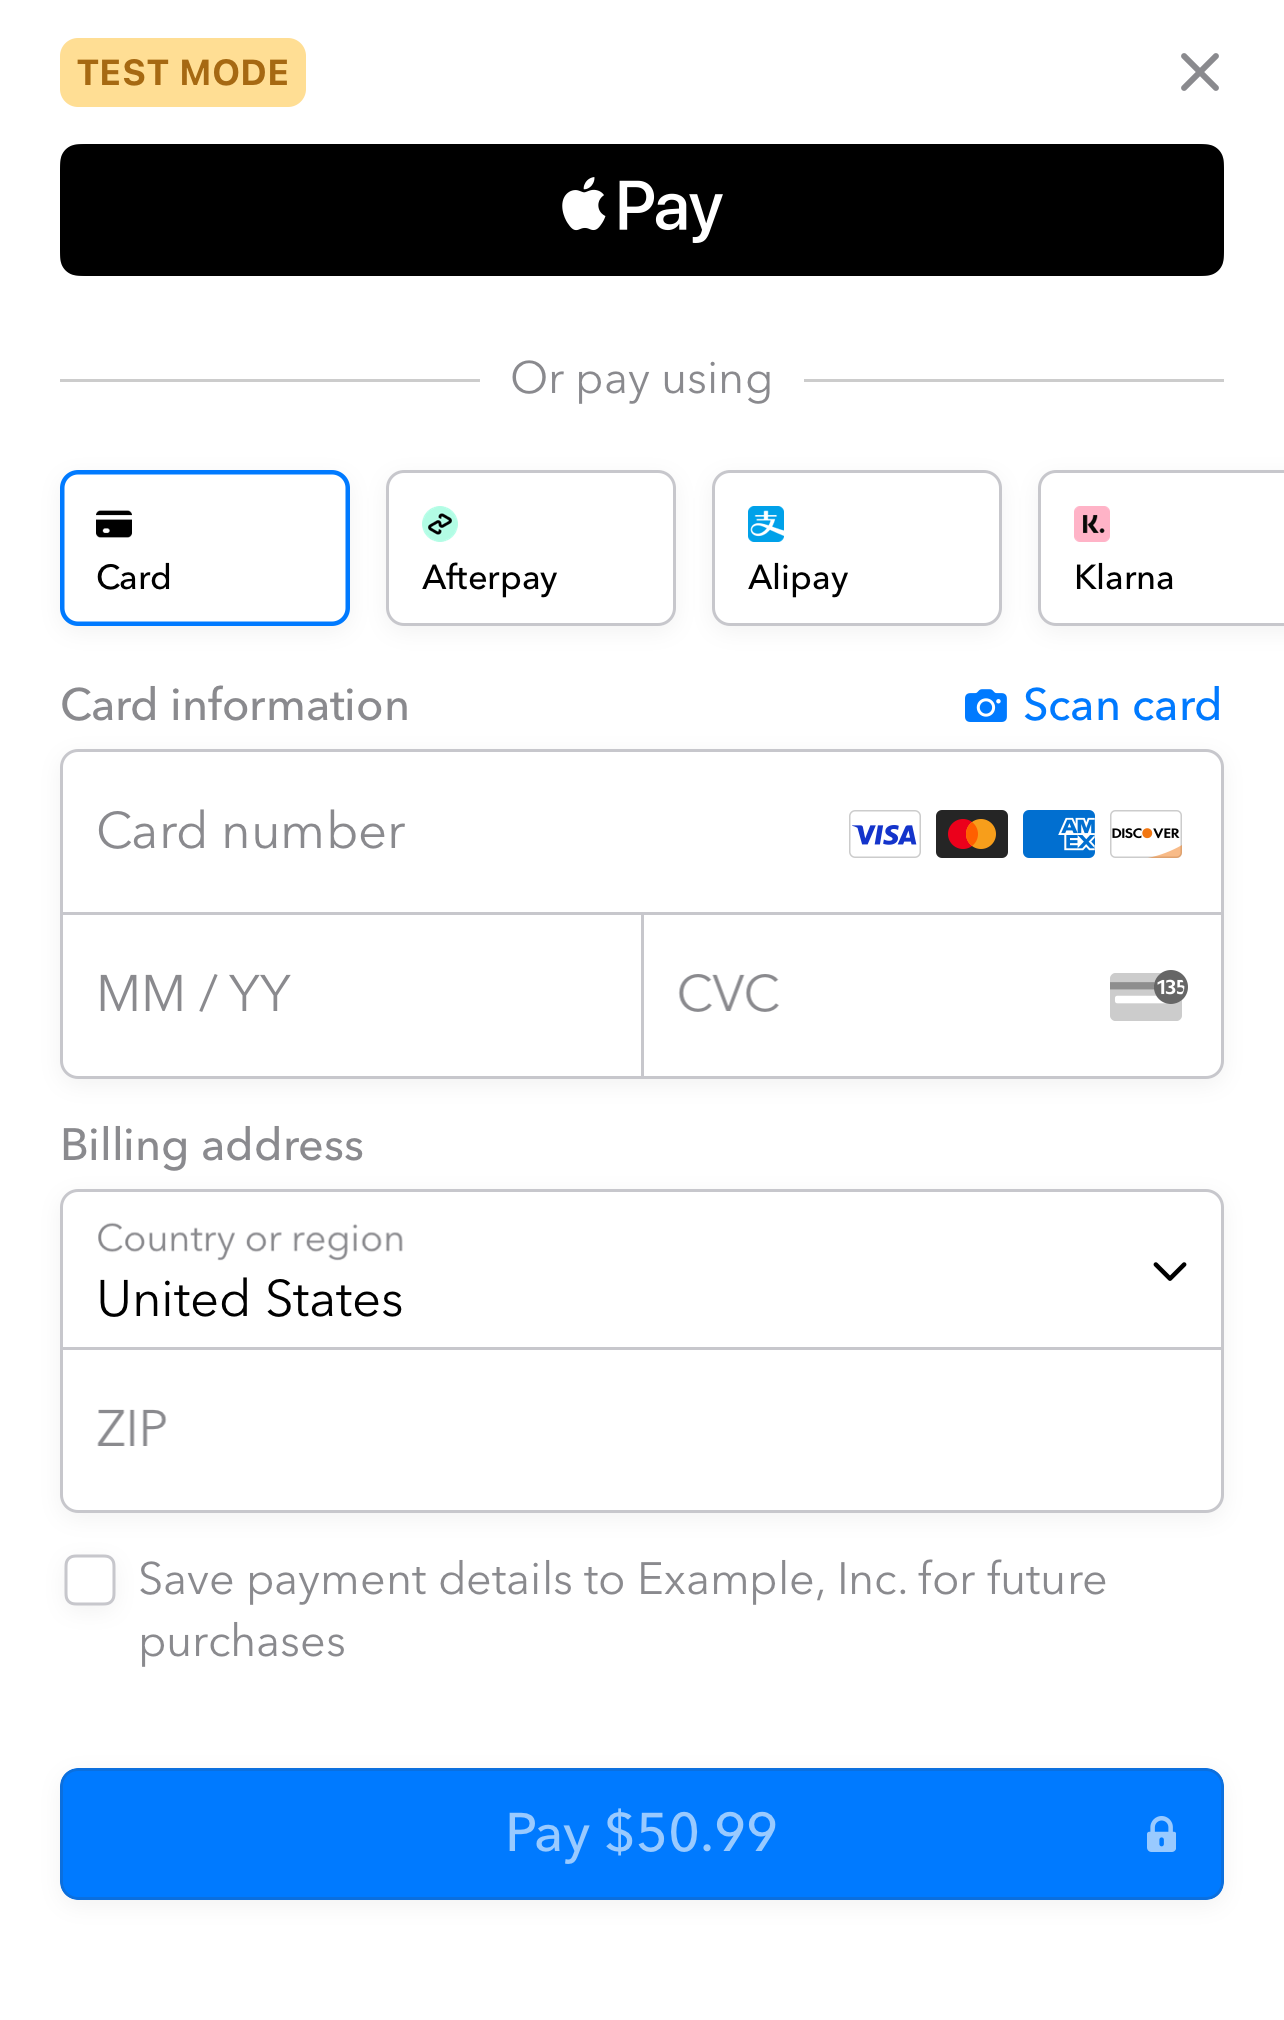 TEST MODE
Pay
Or pay using
Card
Afterpay
支
Alipay
K.
Klarna
Card information
Scan card
Card number
VISA
AM
EX
DISCOVER
MM / YY
CVC
135
Billing address
Country or region
United States
ZIP
Save payment details to Example, Inc. for future
purchases
Pay $50.99